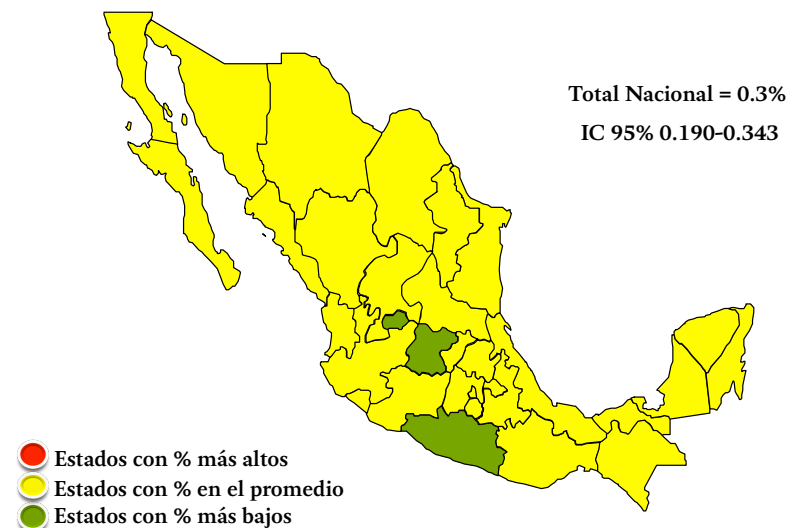 Total Nacional = 0.3%
IC 95% 0.190-0.343
Estados con % más altos
Estados con % en el promedio
Estados con % más bajos